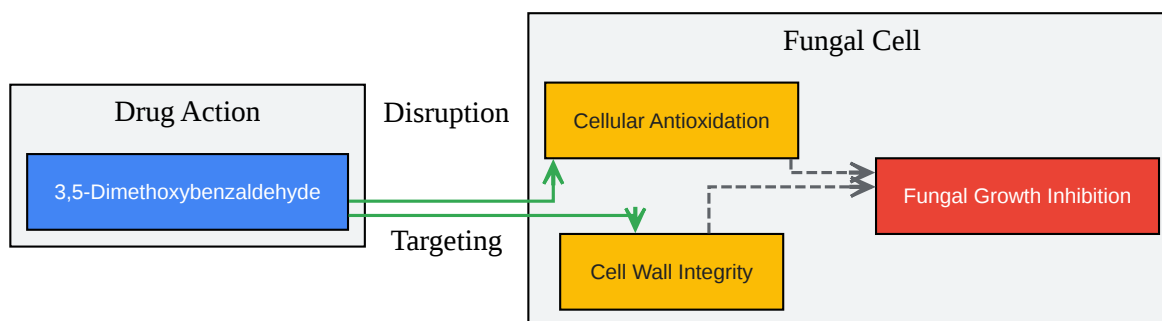 Fungal Cell
Drug Action
Disruption
Cellular Antioxidation
3,5-Dimethoxybenzaldehyde
Fungal Growth Inhibition
Targeting
Cell Wall Integrity